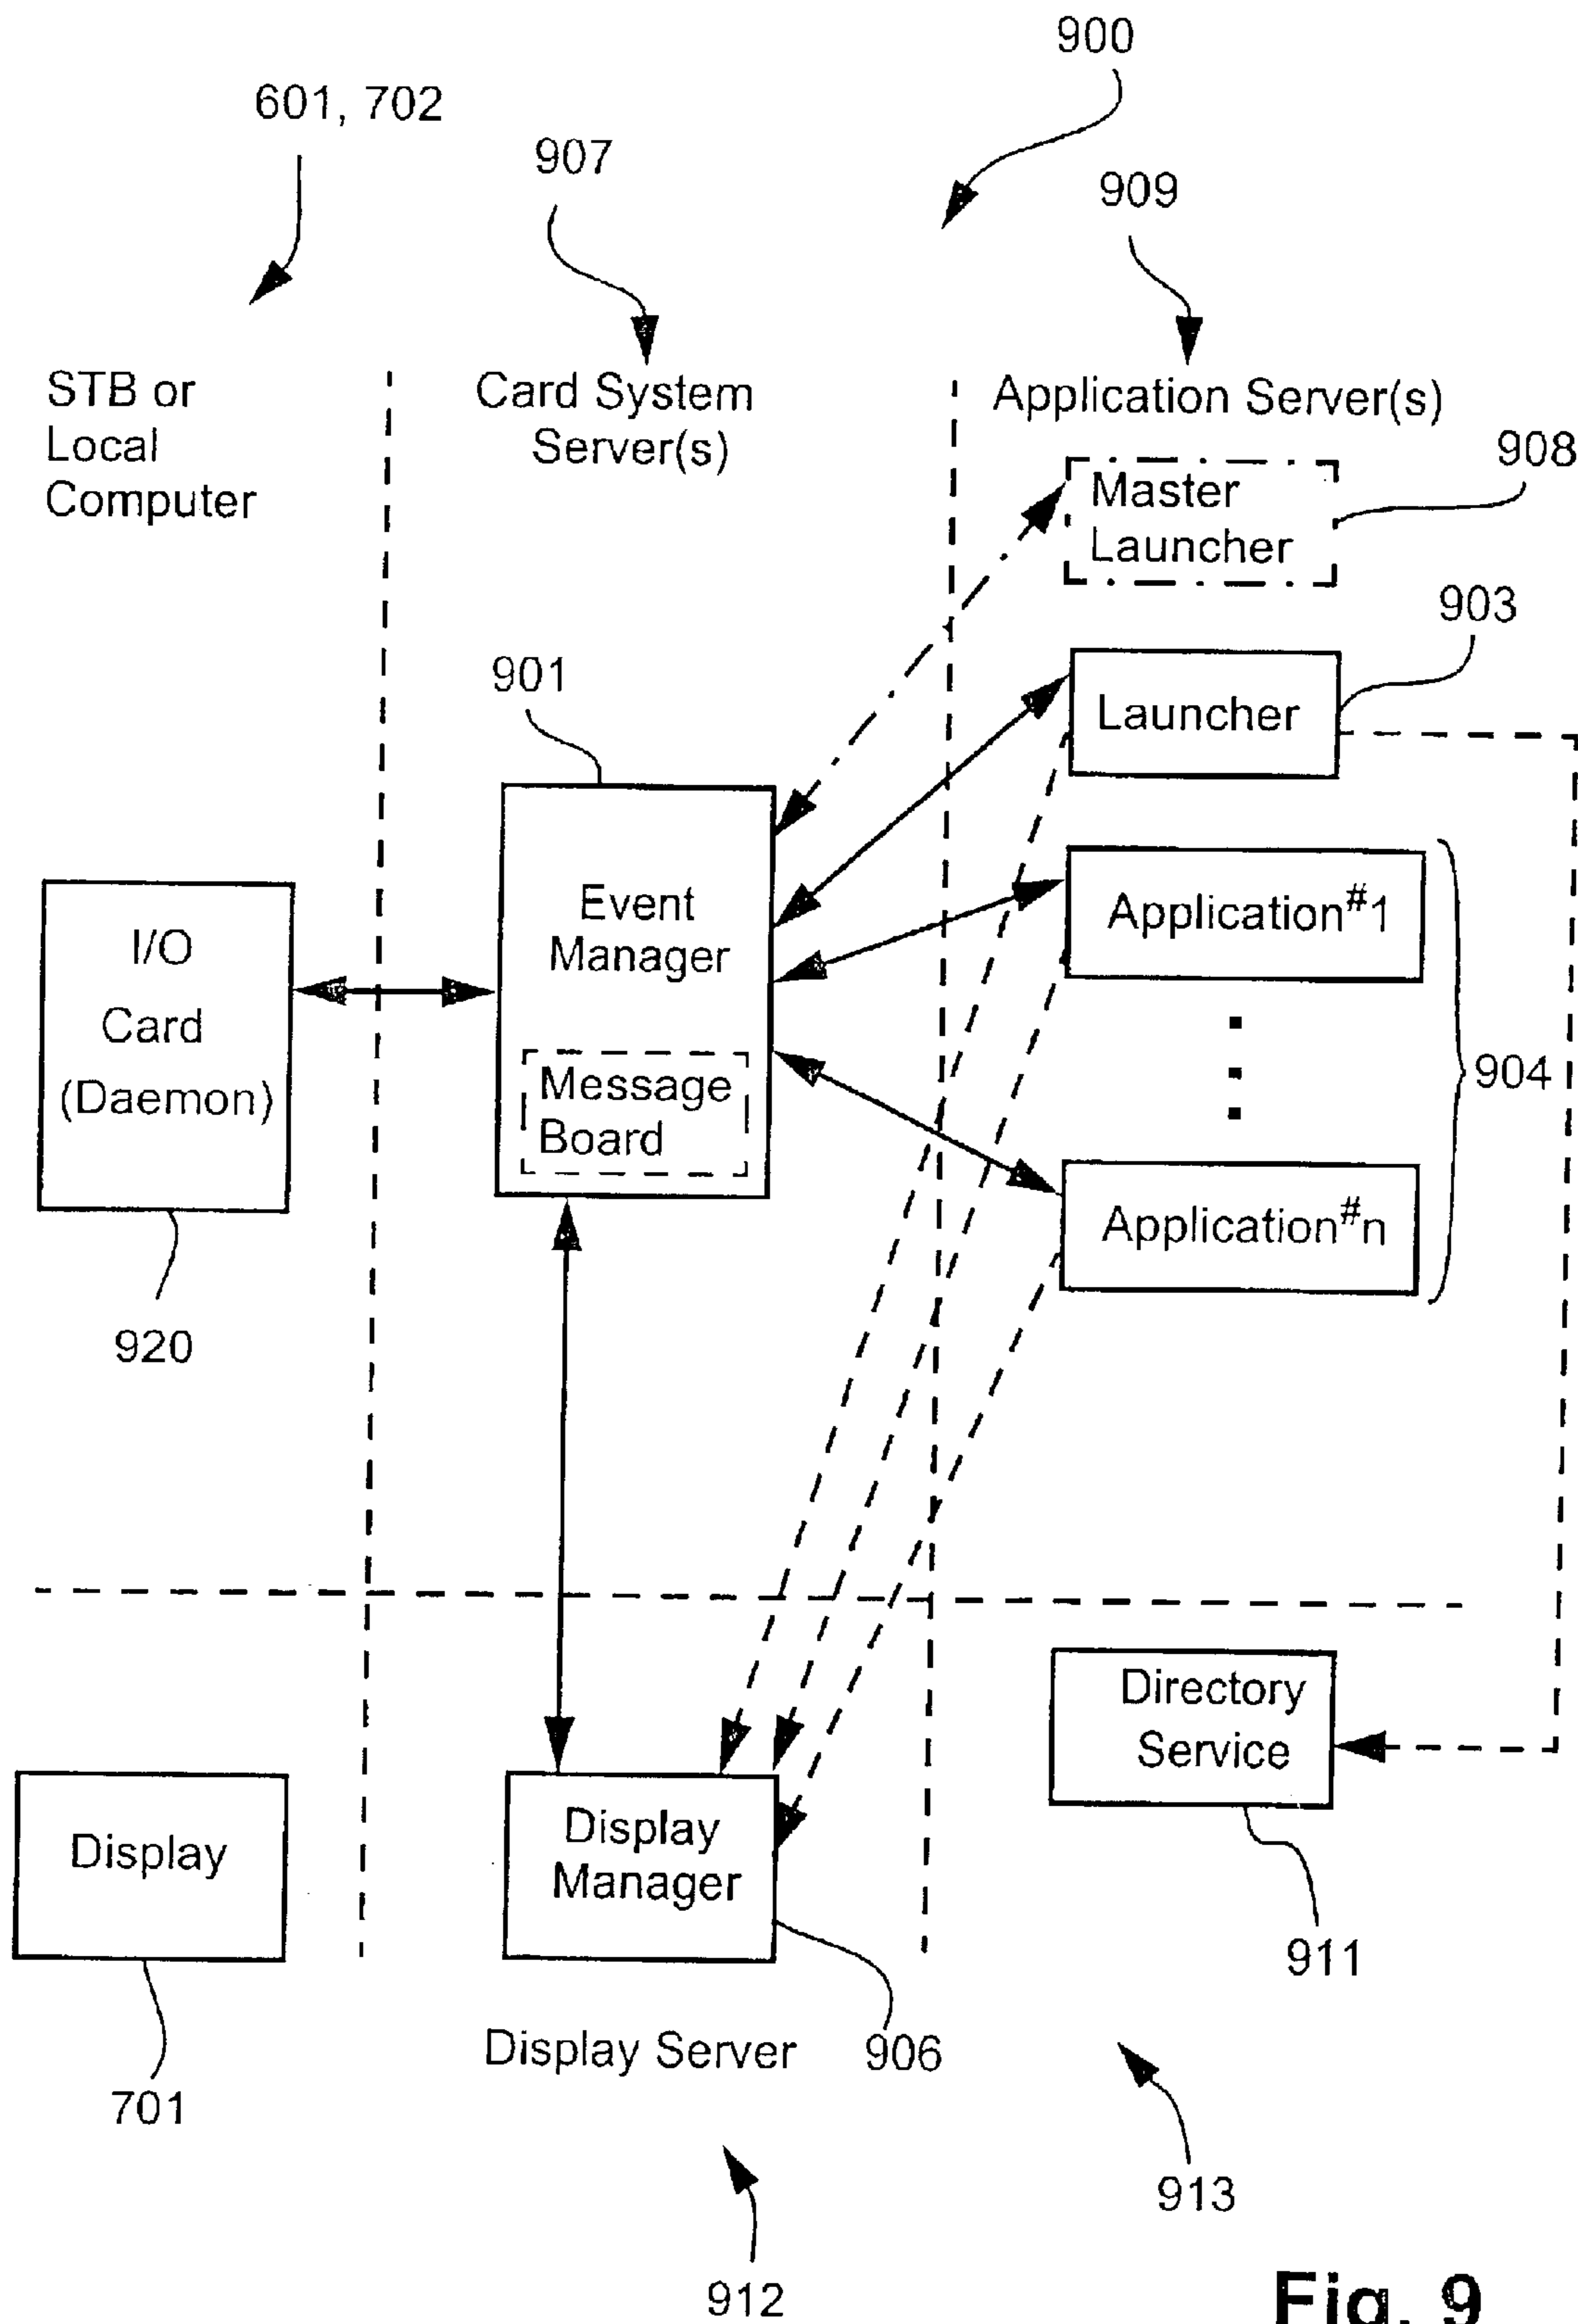 900
601, 702
907
909
STB or
Local
Computer
Card System
Server(s)
Application Server(s)
908
Master
Launcher
903
901
Launcher
Event
Manager
Application#1
I/O
Card
(Daemon)
Message
Board
904
Application#n
920
Directory
Service
Display
Display
Manager
911
Display Server
906
701
913
912
Fig. 9